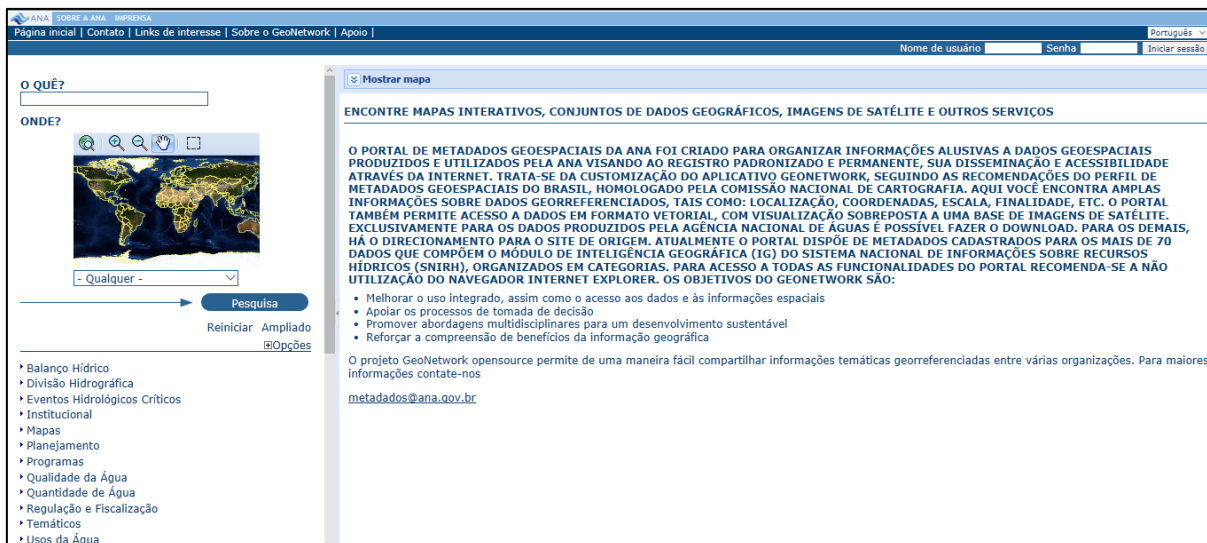 ANA SOBRE A ANA IMPRENSA
Página inicial | Contato | Links de interesse | Sobre o GeoNetwork | Apoio |
Português
Nome de usuário Senha Iniciar sessão
O QUÊ?
ONDE?
- Qualquer -
Pesquisa
Reiniciar Ampliado
Opções
Balanço Hídrico
Divisão Hidrográfica
Eventos Hidrológicos Críticos
Institucional
Mapas
Planejamento
Programas
Qualidade da Água
Quantidade de Água
Regulação e Fiscalização
Temáticos
Usos da Água
Mostrar mapa
ENCONTRE MAPAS INTERATIVOS, CONJUNTOS DE DADOS GEOGRÁFICOS, IMAGENS DE SATÉLITE E OUTROS SERVIÇOS
O PORTAL DE METADADOS GEOESPACIAIS DA ANA FOI CRIADO PARA ORGANIZAR INFORMAÇÕES ALUSIVAS A DADOS GEOESPACIAIS
PRODUZIDOS E UTILIZADOS PELA ANA VISANDO AO REGISTRO PADRONIZADO E PERMANENTE, SUA DISSEMINAÇÃO E ACESSIBILIDADE
ATRAVÉS DA INTERNET. TRATA-SE DA CUSTOMIZAÇÃO DO APLICATIVO GEONETWORK, SEGUINDO AS RECOMENDAÇÕES DO PERFIL DE
METADADOS GEOESPACIAIS DO BRASIL, HOMOLOGADO PELA COMISSÃO NACIONAL DE CARTOGRAFIA. AQUI VOCÊ ENCONTRA AMPLAS
INFORMAÇÕES SOBRE DADOS GEORREFERENCIADOS, TAIS COMO: LOCALIZAÇÃO, COORDENADAS, ESCALA, FINALIDADE, ETC. O PORTAL
TAMBÉM PERMITE ACESSO A DADOS EM FORMATO VETORIAL, COM VISUALIZAÇÃO SOBREPOSTA A UMA BASE DE IMAGENS DE SATÉLITE.
EXCLUSIVAMENTE PARA OS DADOS PRODUZIDOS PELA AGÊNCIA NACIONAL DE ÁGUAS É POSSÍVEL FAZER O DOWNLOAD. PARA OS DEMAIS,
HÁ O DIRECIONAMENTO PARA O SITE DE ORIGEM. ATUALMENTE O PORTAL DISPÕE DE METADADOS CADASTRADOS PARA OS MAIS DE 70
DADOS QUE COMPÕEM O MÓDULO DE INTELIGÊNCIA GEOGRÁFICA (IG) DO SISTEMA NACIONAL DE INFORMAÇÕES SOBRE RECURSOS
HÍDRICOS (SNIRH), ORGANIZADOS EM CATEGORIAS. PARA ACESSO A TODAS AS FUNCIONALIDADES DO PORTAL RECOMENDA-SE A NÃO
UTILIZAÇÃO DO NAVEGADOR INTERNET EXPLORER. OS OBJETIVOS DO GEONETWORK SÃO:
• Melhorar o uso integrado, assim como o acesso aos dados e às informações espaciais
• Apoiar os processos de tomada de decisão
• Promover abordagens multidisciplinares para um desenvolvimento sustentável
• Reforçar a compreensão de benefícios da informação geográfica
O projeto GeoNetwork opensource permite de uma maneira fácil compartilhar informações temáticas georreferenciadas entre várias organizações. Para maiores
informações contate-nos
metadados@ana.gov.br